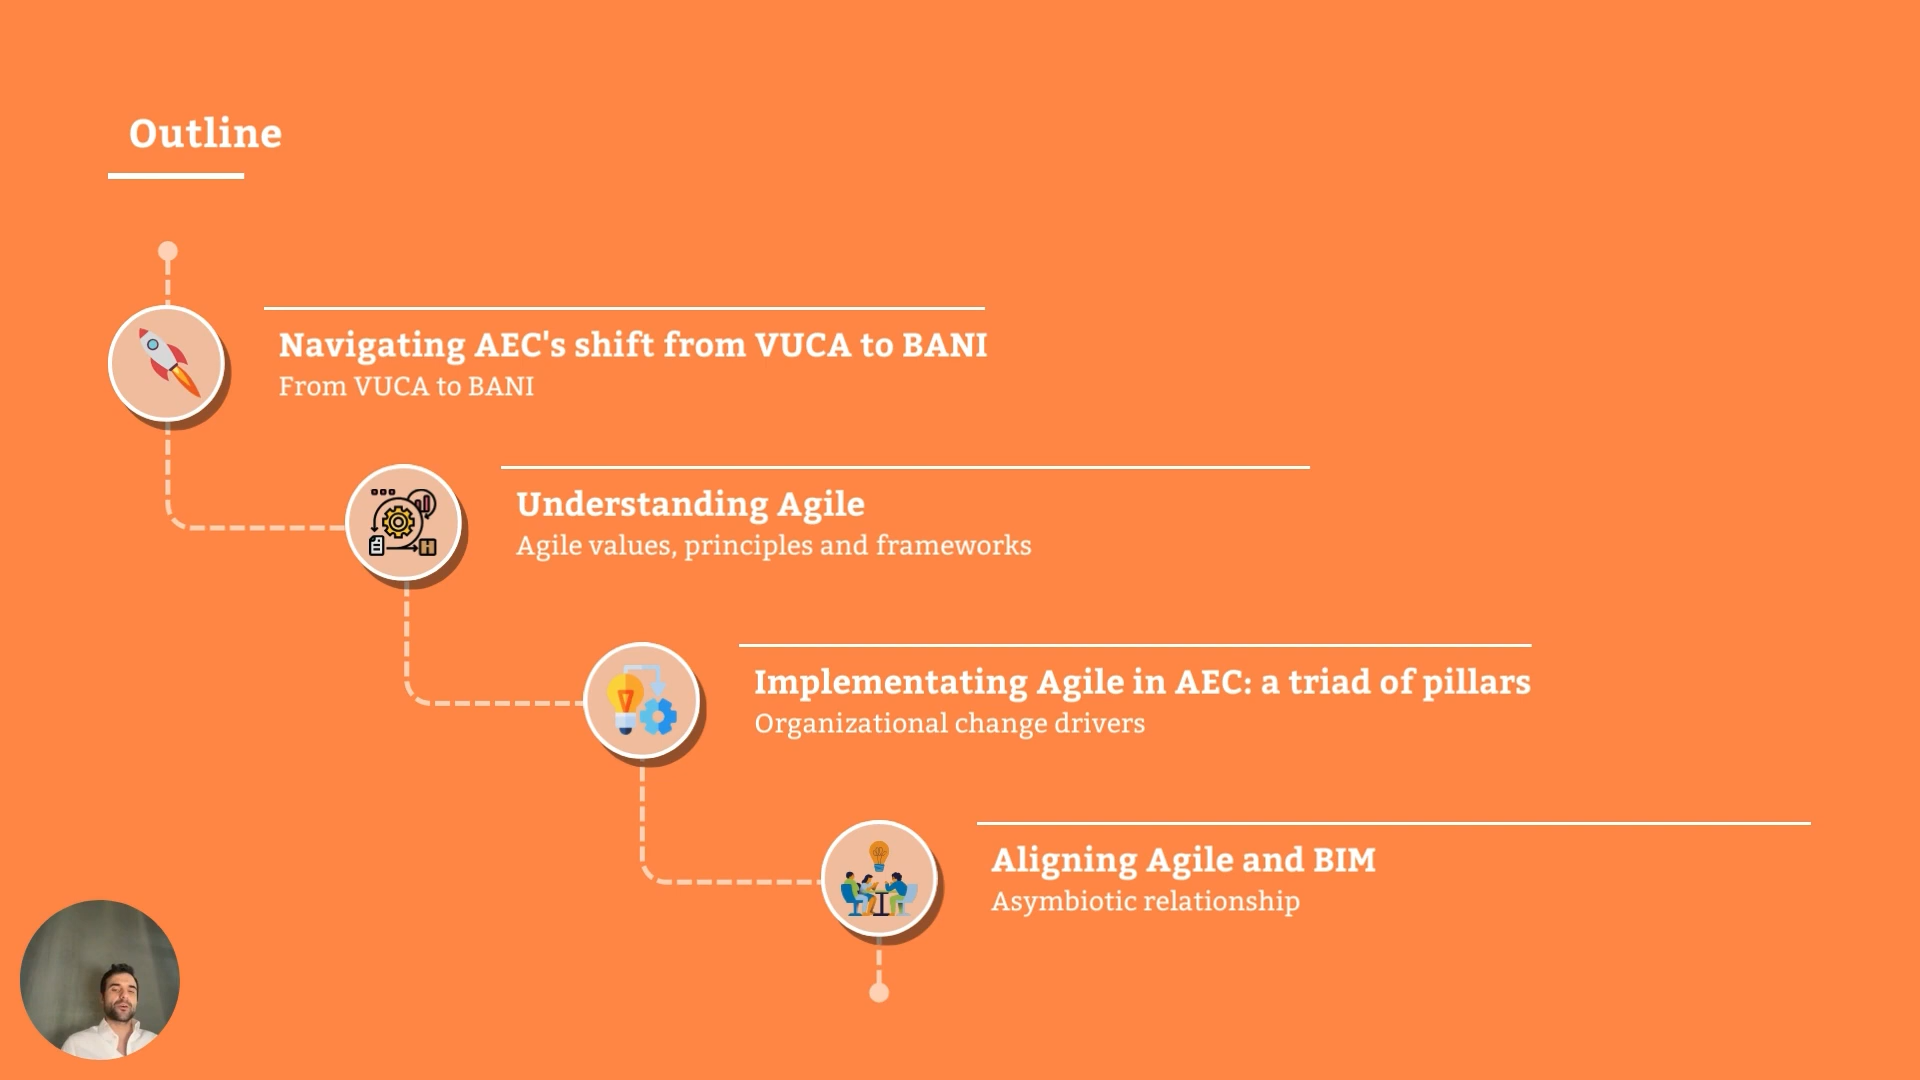 Outline
Navigating AEC's shift from VUCA to BANI
From VUCA to BANI
Understanding Agile
Agile values, principles and frameworks
Implementating Agile in AEC: a triad of pillars
Organizational change drivers
Aligning Agile and BIM
Asymbiotic relationship